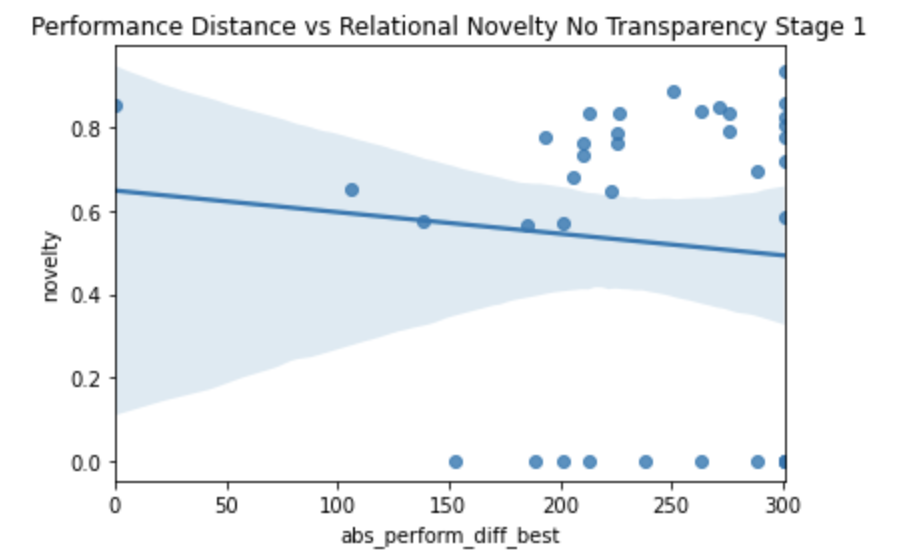 Performance Distance vs Relational Novelty No Transparency Stage 1
novelty
0.8
0.6
0.4
0.2
0.0
0 50 100 150 200 250 300
abs_perform_diff_best